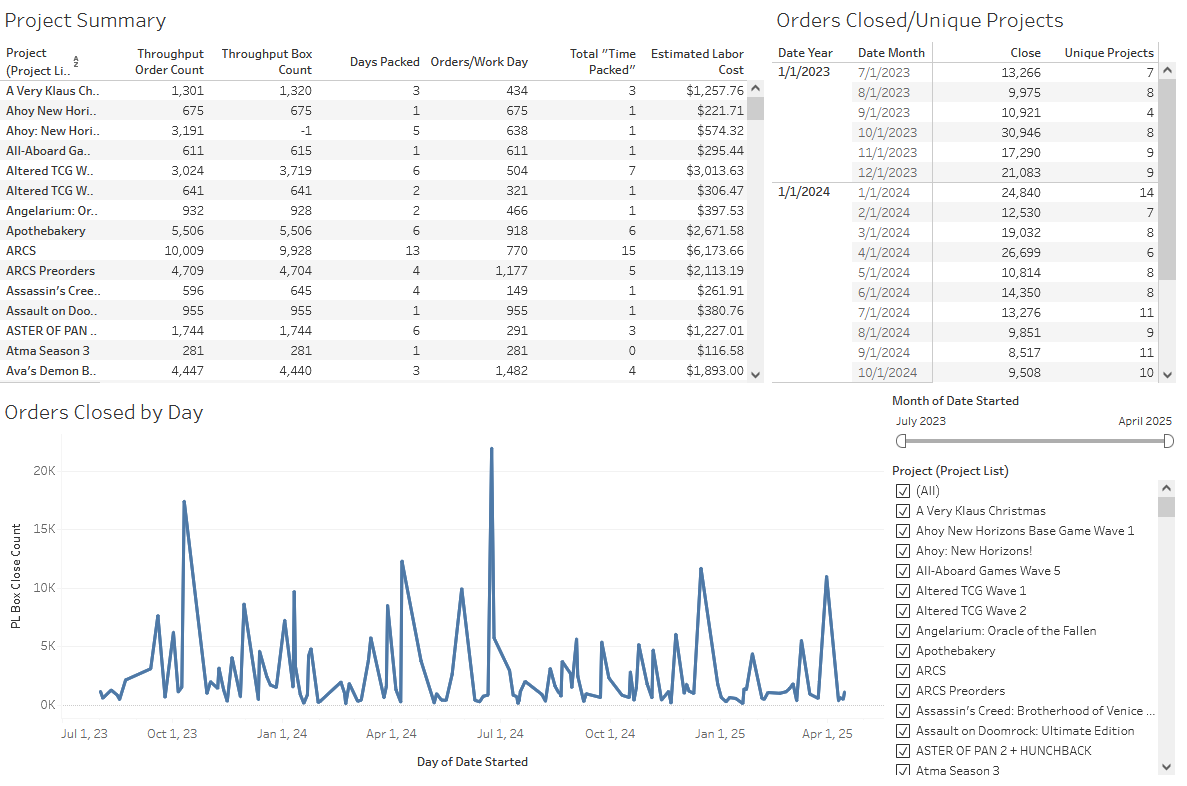 Project Summary
Project (Project Li.. Throughput Order Count Throughput Box Count Days Packed Orders/Work Day Total "Time Packed" Estimated Labor Cost
A Very Klaus Ch.. 1,301 1,320 3 434 3 $1,257.76
Ahoy New Hori.. 675 675 1 675 1 $221.71
Ahoy: New Hori.. 3,191 -1 5 638 1 $574.32
All-Aboard Ga.. 611 615 1 611 1 $295.44
Altered TCG W.. 3,024 3,719 6 504 7 $3,013.63
Altered TCG W.. 641 641 2 321 1 $306.47
Angelarium: Or.. 932 928 2 466 1 $397.53
Apothebakery 5,506 5,506 6 918 6 $2,671.58
ARCS 10,009 9,928 13 770 15 $6,173.66
ARCS Preorders 4,709 4,704 4 1,177 5 $2,113.19
Assassin's Cree.. 596 645 4 149 1 $261.91
Assault on Doo.. 955 955 1 955 1 $380.76
ASTER OF PAN .. 1,744 1,744 6 291 3 $1,227.01
Atma Season 3 281 281 1 281 0 $116.58
Ava's Demon B.. 4,447 4,440 3 1,482 4 $1,893.00
Orders Closed/Unique Projects
Date Year Date Month Close Unique Projects
1/1/2023 7/1/2023 13,266 7
8/1/2023 9,975 8
9/1/2023 10,921 4
10/1/2023 30,946 8
11/1/2023 17,290 9
12/1/2023 21,083 9
1/1/2024 1/1/2024 24,840 14
2/1/2024 12,530 7
3/1/2024 19,032 8
4/1/2024 26,699 6
5/1/2024 10,814 8
6/1/2024 14,350 8
7/1/2024 13,276 11
8/1/2024 9,851 9
9/1/2024 8,517 11
10/1/2024 9,508 10
Orders Closed by Day
PL Box Close Count
20K
15K
10K
5K
0K
Jul 1, 23 Oct 1, 23 Jan 1, 24 Apr 1, 24 Jul 1, 24 Oct 1, 24 Jan 1, 25 Apr 1, 25
Day of Date Started
Month of Date Started
July 2023 April 2025
Project (Project List)
(All)
A Very Klaus Christmas
Ahoy New Horizons Base Game Wave 1
Ahoy: New Horizons!
All-Aboard Games Wave 5
Altered TCG Wave 1
Altered TCG Wave 2
Angelarium: Oracle of the Fallen
Apothebakery
ARCS
ARCS Preorders
Assassin's Creed: Brotherhood of Venice ...
Assault on Doomrock: Ultimate Edition
ASTER OF PAN 2 + HUNCHBACK
Atma Season 3